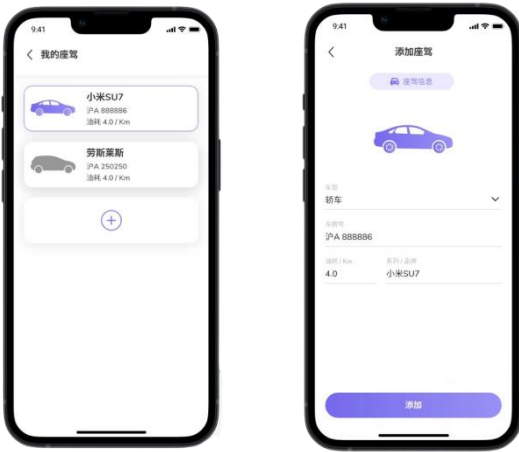 9:41
我的座驾
小米SU7
沪A 888886
油耗 4.0 / Km
劳斯莱斯
沪A 250250
油耗 4.0 / Km
9:41
添加座驾
座驾信息
车型
轿车
车牌号
沪A 888886
油耗 / Km
系列 / 品牌
4.0
小米SU7
添加